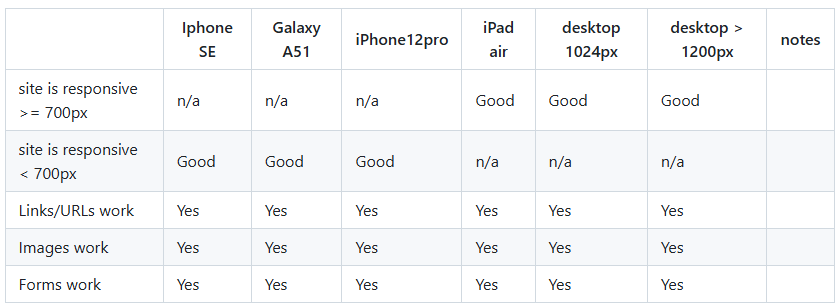 Iphone SE Galaxy A51 iPhone12pro iPad air desktop 1024px desktop > 1200px notes
site is responsive >= 700px n/a n/a n/a Good Good Good
site is responsive < 700px Good Good Good n/a n/a n/a
Links/URLs work Yes Yes Yes Yes Yes Yes
Images work Yes Yes Yes Yes Yes Yes
Forms work Yes Yes Yes Yes Yes Yes